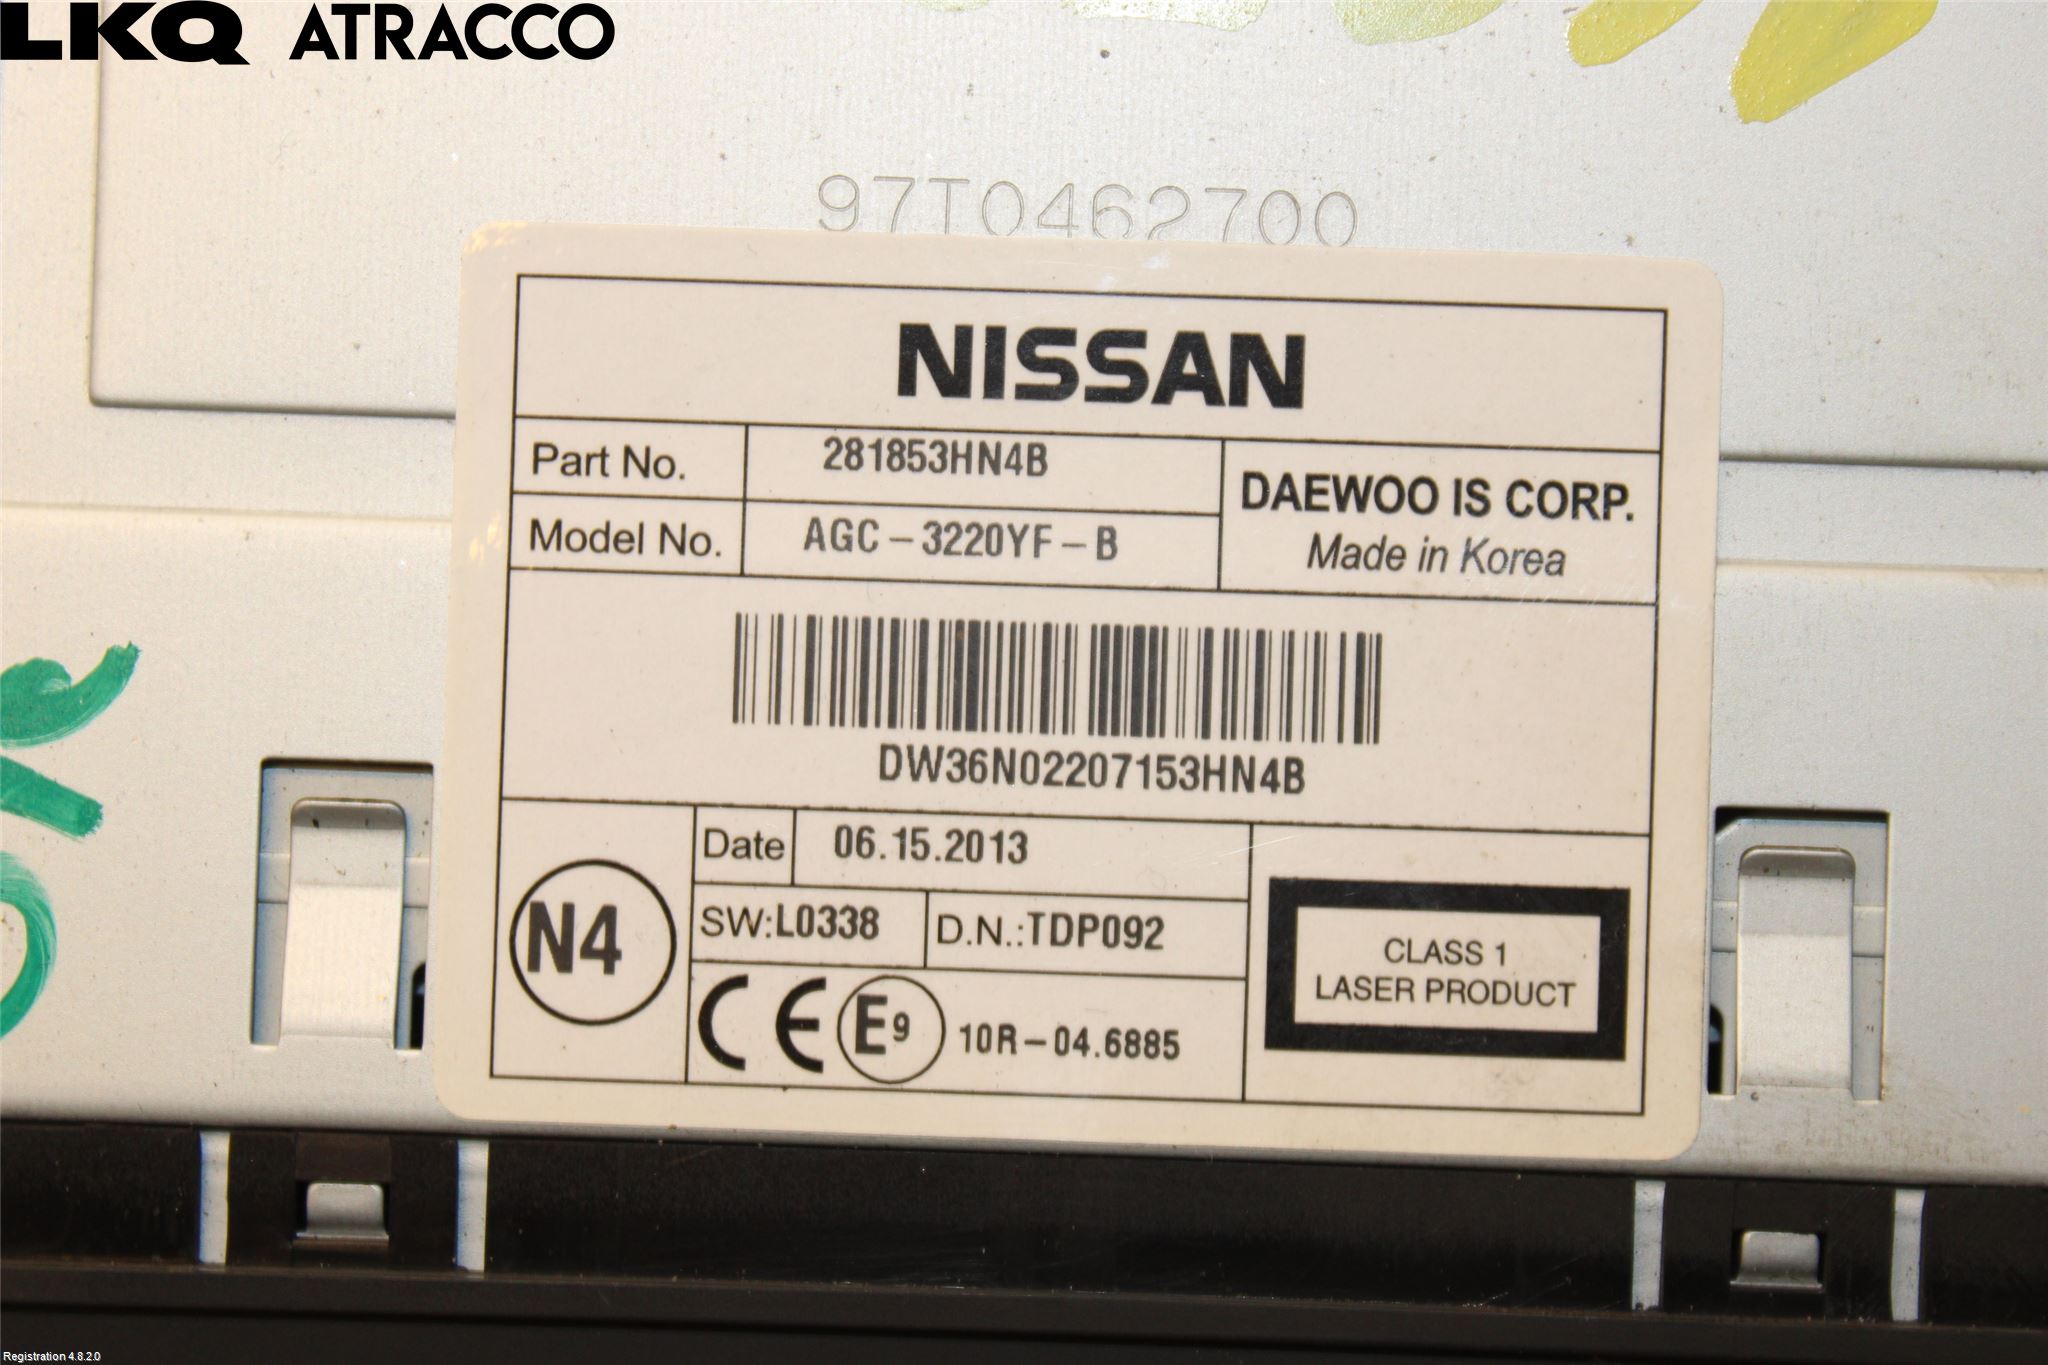 LKQ ATRACCO
97T0462700
NISSAN
Part No. 281853HN4B
Model No. AGC-3220YF-B
DAEWOO IS CORP.
Made in Korea
DW36N02207153HN4B
N4
Date 06.15.2013
SW:L0338 D.N.:TDP092
CE E9 10R-04.6885
CLASS 1
LASER PRODUCT
Registration 4.8.2.0